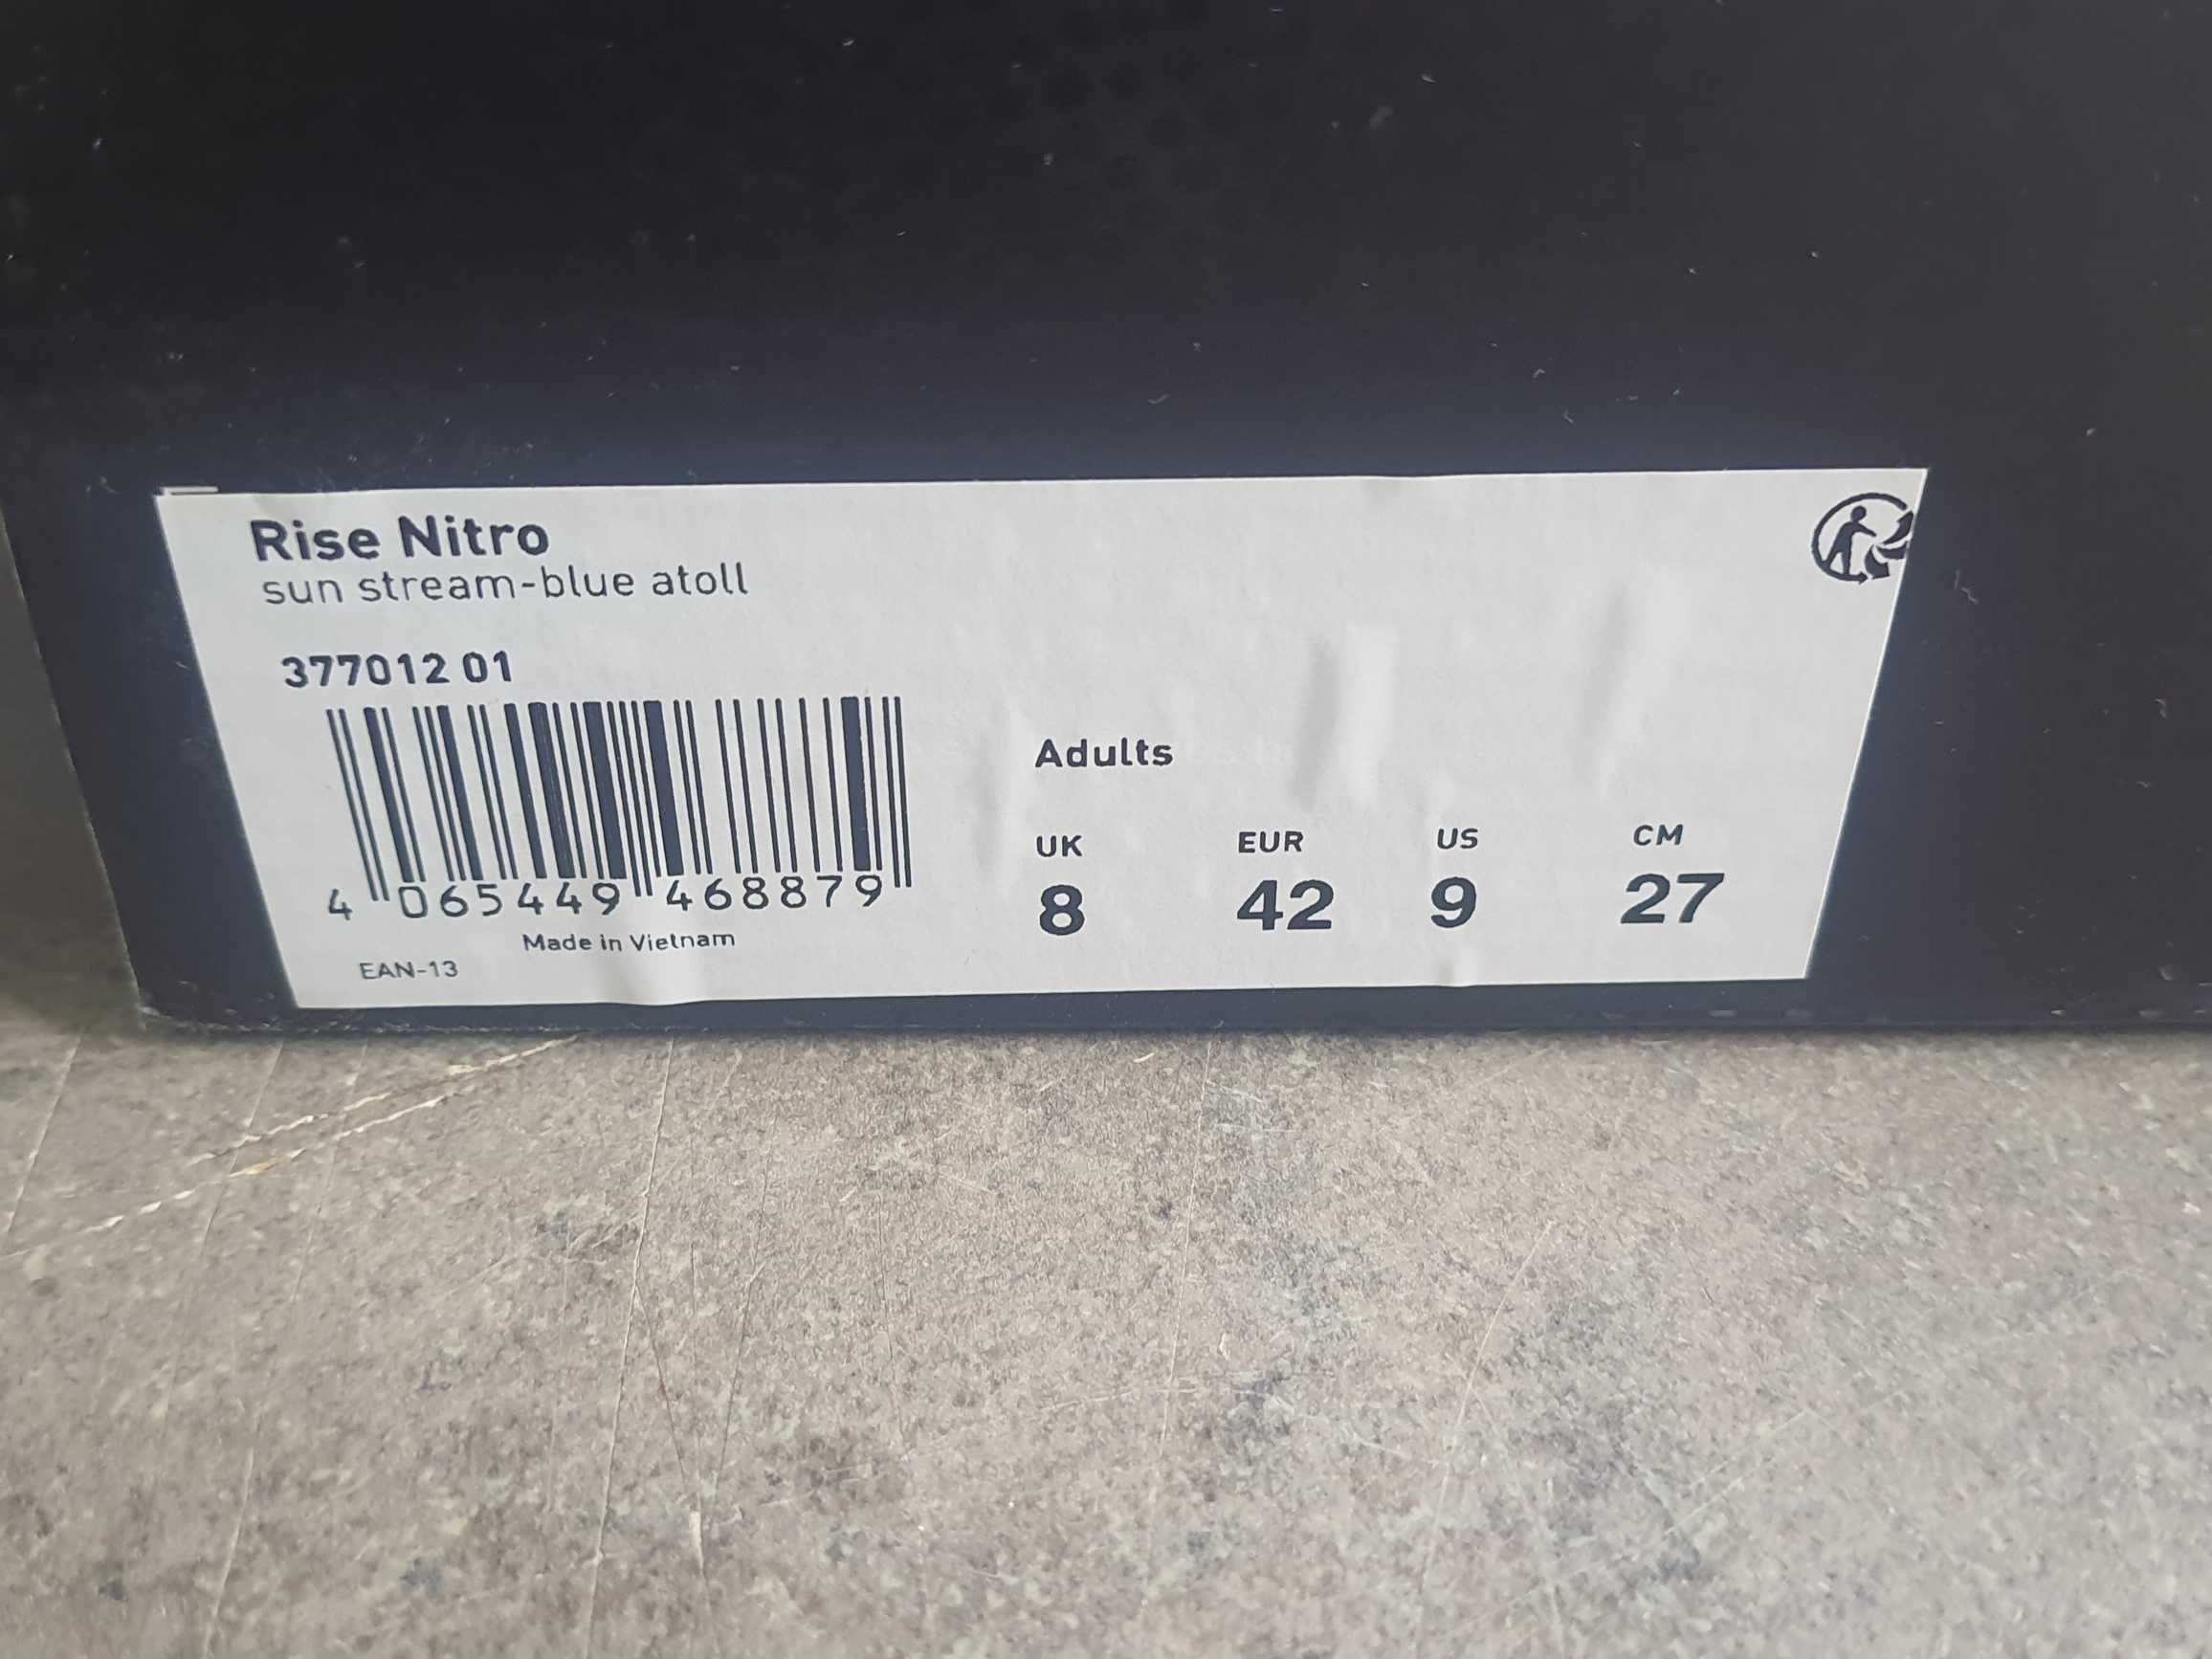 Rise Nitro
sun stream-blue atoll
377012 01
4 065449 468879
Made in Vietnam
EAN-13
Adults
UK EUR US CM
8 42 9 27